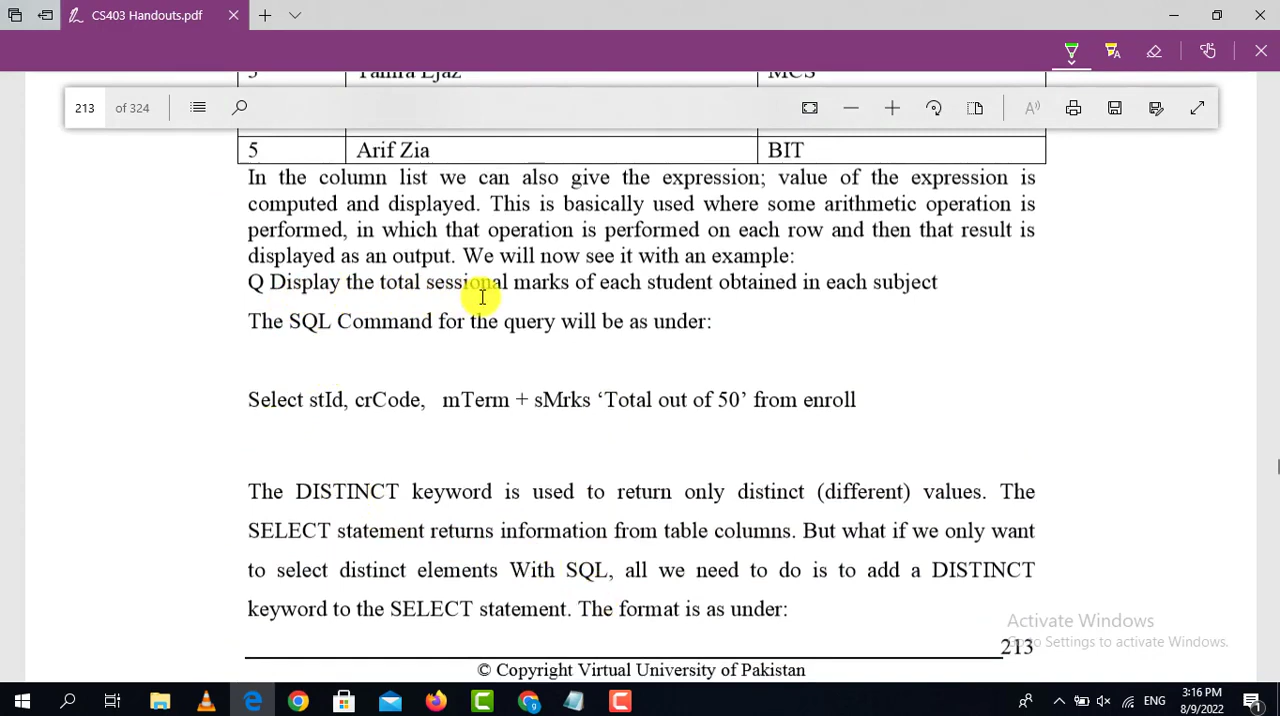 CS403 Handouts.pdf
213 of 324
3 Tahira Ejaz MCS
5 Arif Zia BIT
In the column list we can also give the expression; value of the expression is
computed and displayed. This is basically used where some arithmetic operation is
performed, in which that operation is performed on each row and then that result is
displayed as an output. We will now see it with an example:
Q Display the total sessional marks of each student obtained in each subject
The SQL Command for the query will be as under:
Select stId, crCode, mTerm + sMrks ‘Total out of 50’ from enroll
The DISTINCT keyword is used to return only distinct (different) values. The
SELECT statement returns information from table columns. But what if we only want
to select distinct elements With SQL, all we need to do is to add a DISTINCT
keyword to the SELECT statement. The format is as under:
Activate Windows
Go to Settings to activate Windows.
213
© Copyright Virtual University of Pakistan
ENG
3:16 PM
8/9/2022